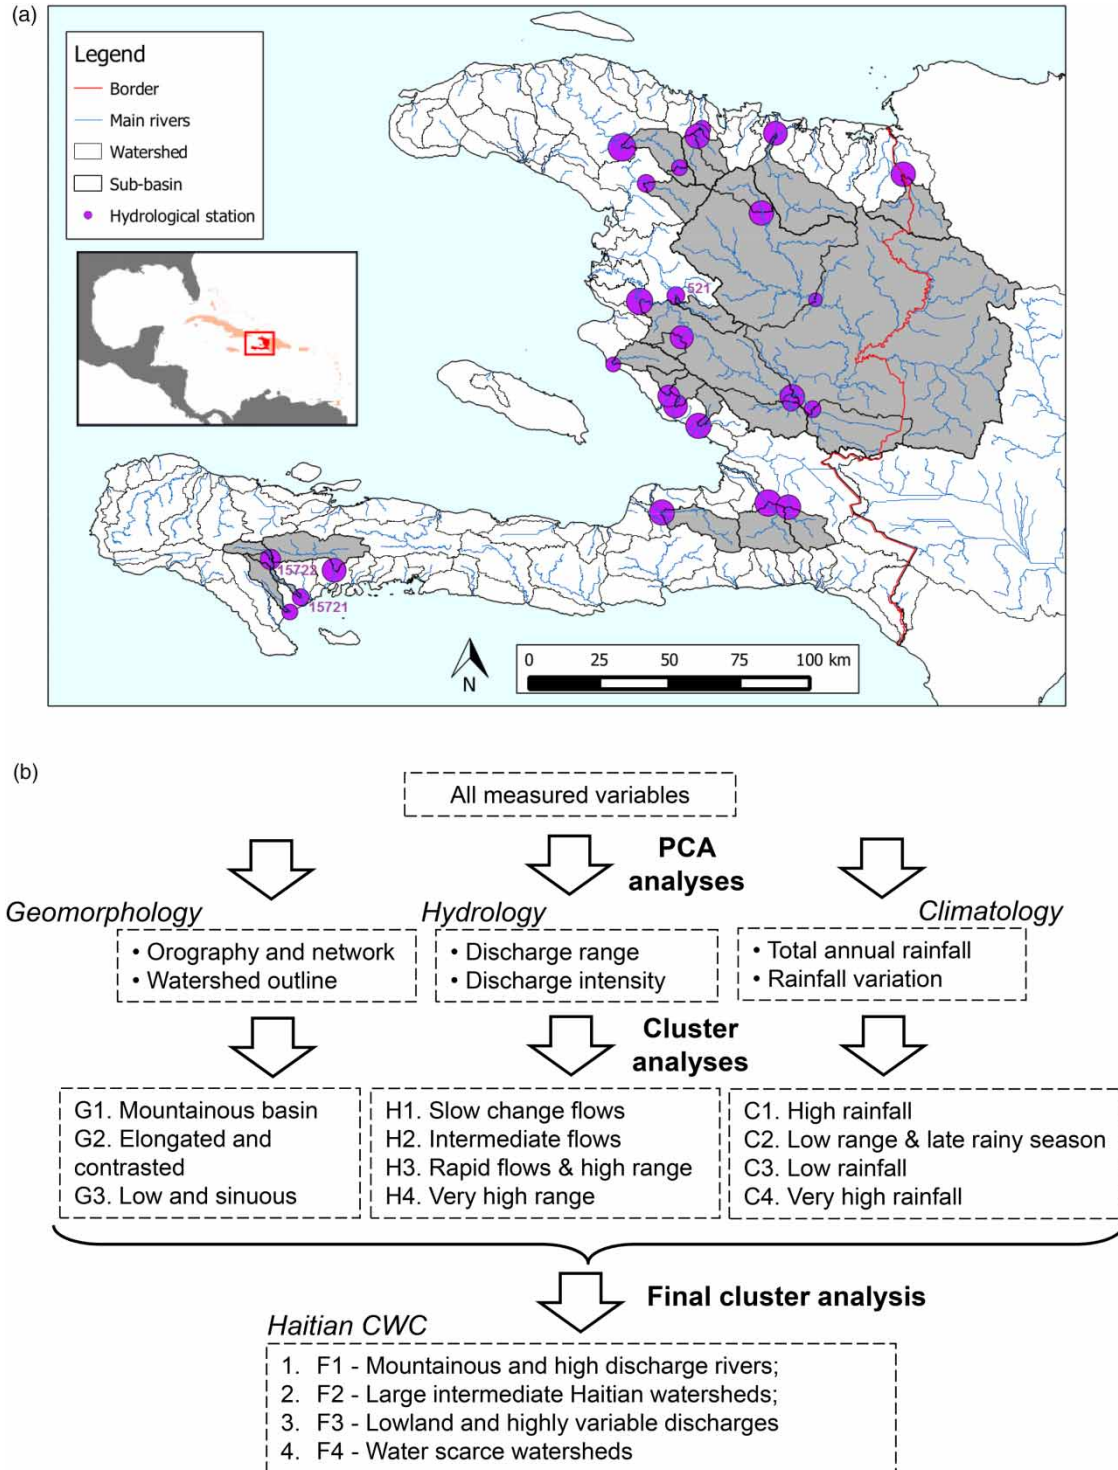 (a)
Legend
Border
Main rivers
Watershed
Sub-basin
Hydrological station
521
15722
15721
N
0 25 50 75 100 km
(b)
All measured variables
PCA
analyses
Geomorphology
Hydrology
Climatology
• Orography and network
• Watershed outline
• Discharge range
• Discharge intensity
• Total annual rainfall
• Rainfall variation
Cluster
analyses
G1. Mountainous basin
G2. Elongated and
contrasted
G3. Low and sinuous
H1. Slow change flows
H2. Intermediate flows
H3. Rapid flows & high range
H4. Very high range
C1. High rainfall
C2. Low range & late rainy season
C3. Low rainfall
C4. Very high rainfall
Final cluster analysis
Haitian CWC
1. F1 - Mountainous and high discharge rivers;
2. F2 - Large intermediate Haitian watersheds;
3. F3 - Lowland and highly variable discharges
4. F4 - Water scarce watersheds